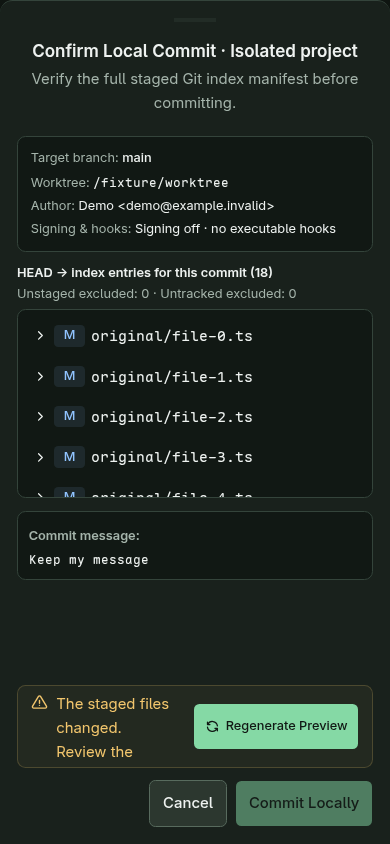 Confirm Local Commit · Isolated project
Verify the full staged Git index manifest before
committing.
Target branch: main
Worktree: /fixture/worktree
Author: Demo <demo@example.invalid>
Signing & hooks: Signing off · no executable hooks
HEAD → index entries for this commit (18)
Unstaged excluded: 0 · Untracked excluded: 0
M original/file-0.ts
M original/file-1.ts
M original/file-2.ts
M original/file-3.ts
M original/file-4.ts
Commit message:
Keep my message
The staged files
changed.
Review the
Regenerate Preview
Cancel
Commit Locally